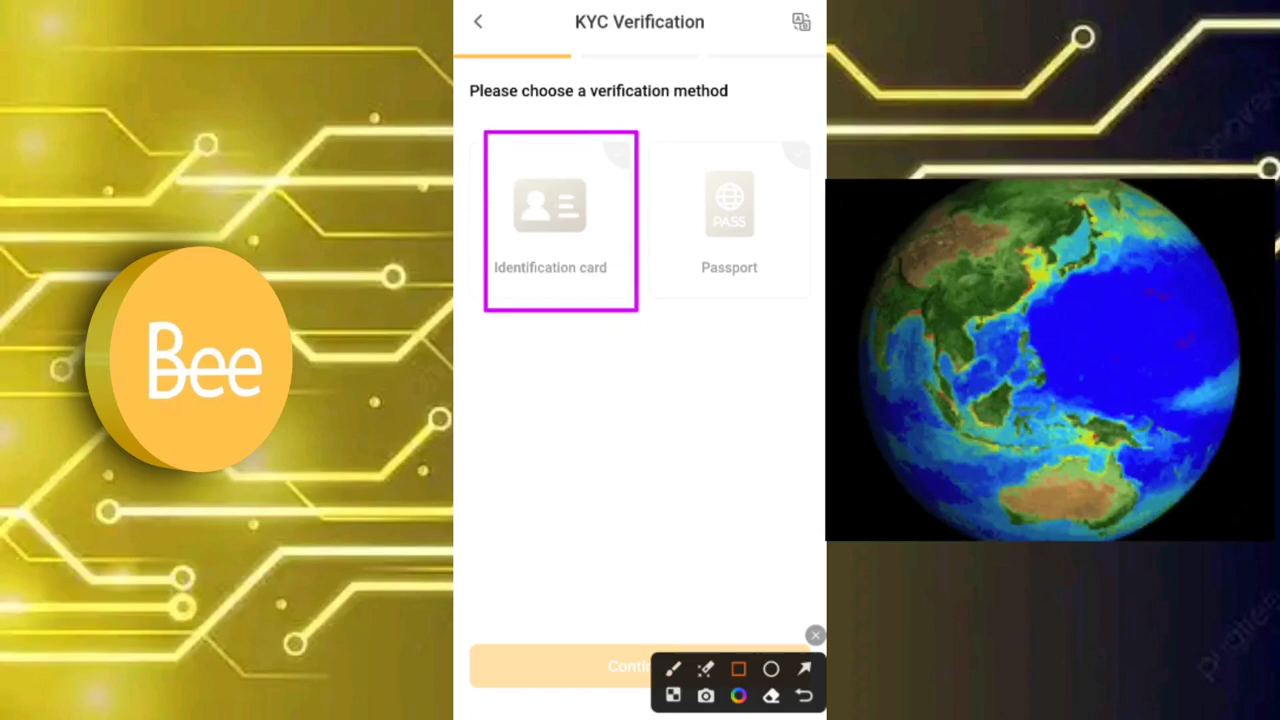 Bee
KYC Verification
Please choose a verification method
Identification card
PASS
Passport